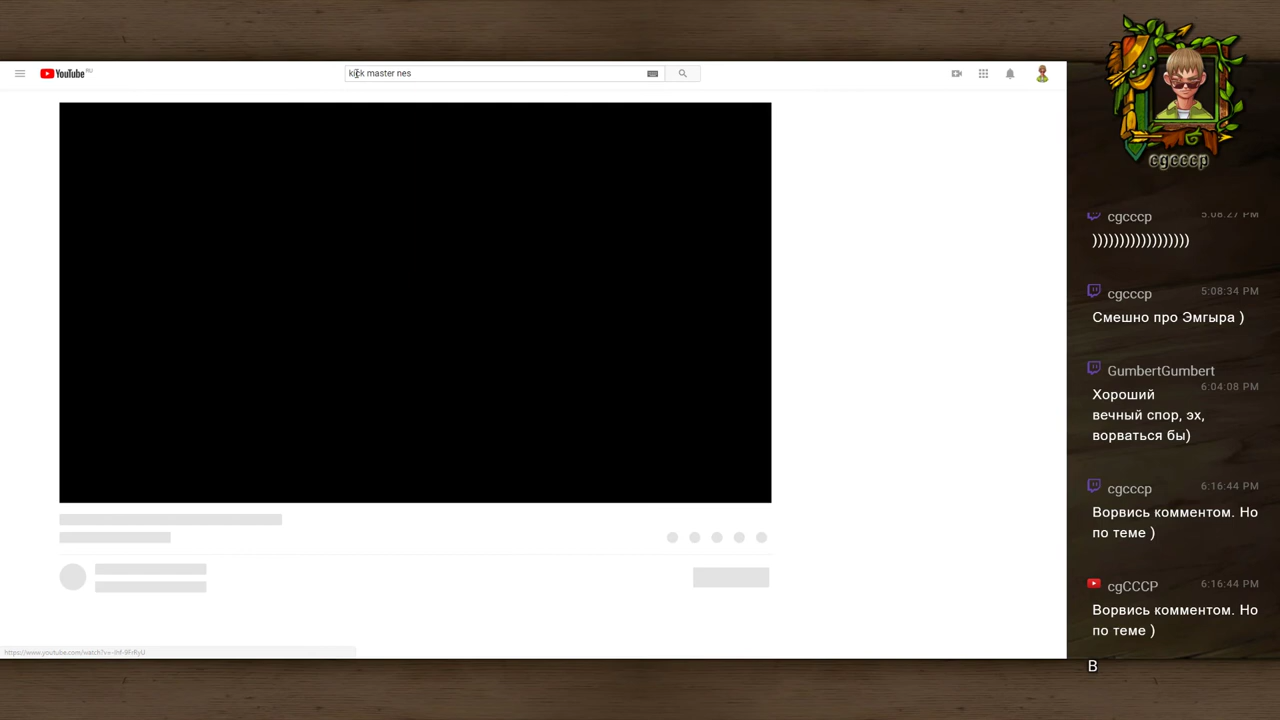 YouTube RU
kick master nes
cgcccp
cgcccp 5:08:27 PM
))))))))))))))))))
cgcccp 5:08:34 PM
Смешно про Эмгыра )
GumbertGumbert
6:04:08 PM
Хороший
вечный спор, эх,
ворваться бы)
cgcccp 6:16:44 PM
Ворвись комментом. Но
по теме )
cgCCCP 6:16:44 PM
Ворвись комментом. Но
по теме )
В